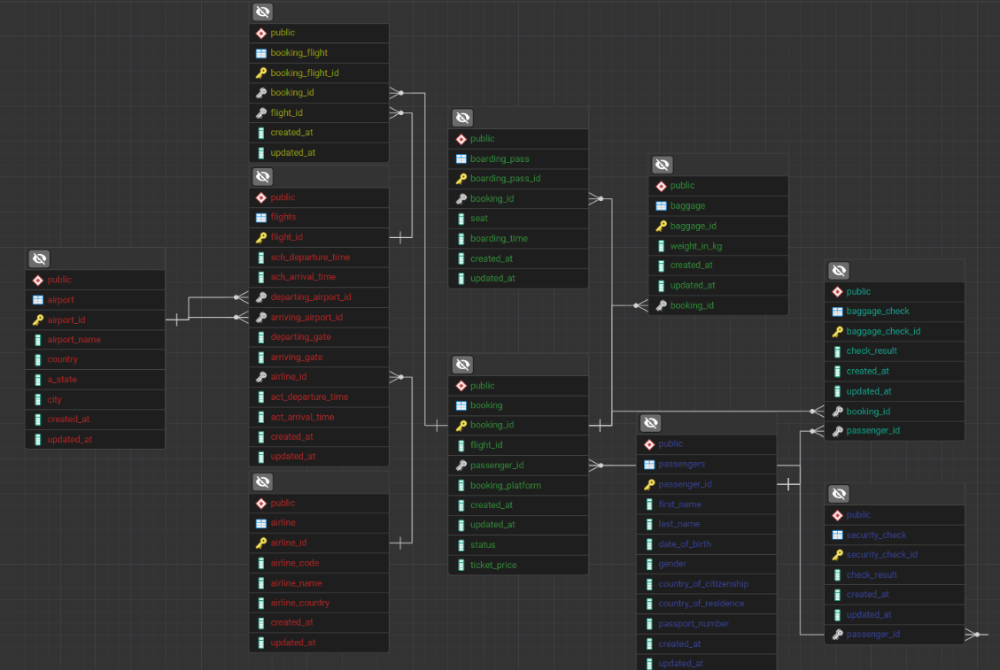 public
booking_flight
booking_flight_id
booking_id
flight_id
created_at
updated_at
public
flights
flight_id
sch_departure_time
sch_arrival_time
departing_airport_id
arriving_airport_id
departing_gate
arriving_gate
airline_id
act_departure_time
act_arrival_time
created_at
updated_at
public
airport
airport_id
airport_name
country
a_state
city
created_at
updated_at
public
airline
airline_id
airline_code
airline_name
airline_country
created_at
updated_at
public
boarding_pass
boarding_pass_id
booking_id
seat
boarding_time
created_at
updated_at
public
booking
booking_id
flight_id
passenger_id
booking_platform
created_at
updated_at
status
ticket_price
public
baggage
baggage_id
weight_in_kg
created_at
updated_at
booking_id
public
passengers
passenger_id
first_name
last_name
date_of_birth
gender
country_of_citizenship
country_of_residence
passport_number
created_at
updated_at
public
baggage_check
baggage_check_id
check_result
created_at
updated_at
booking_id
passenger_id
public
security_check
security_check_id
check_result
created_at
updated_at
passenger_id